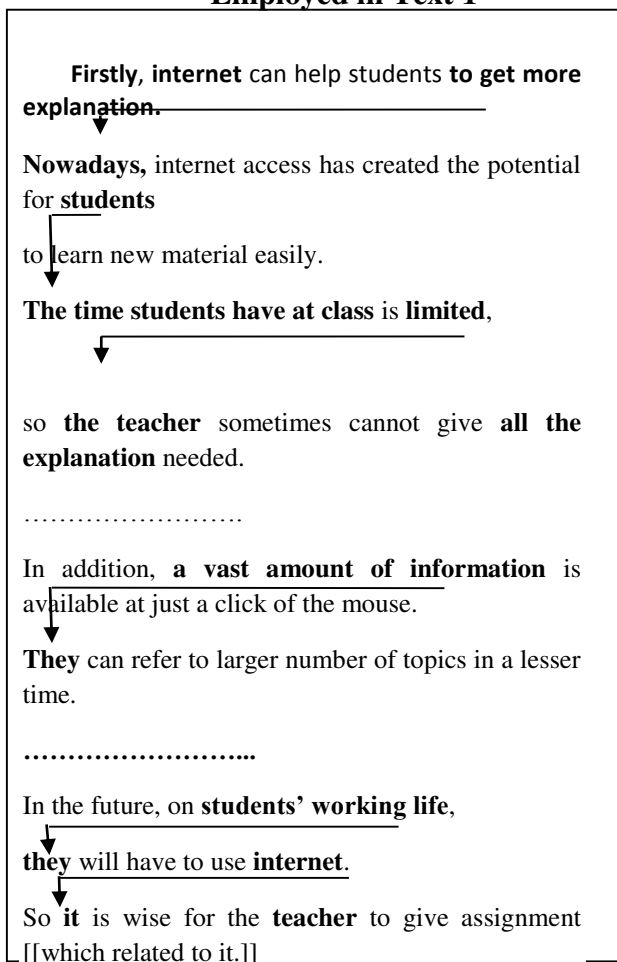 Employed in Text 1
Firstly, internet can help students to get more
explanation.
Nowadays, internet access has created the potential
for students
to learn new material easily.
The time students have at class is limited,
so the teacher sometimes cannot give all the
explanation needed.
…………………….
In addition, a vast amount of information is
available at just a click of the mouse.
They can refer to larger number of topics in a lesser
time.
……………………...
In the future, on students’ working life,
they will have to use internet.
So it is wise for the teacher to give assignment
[[which related to it.]]